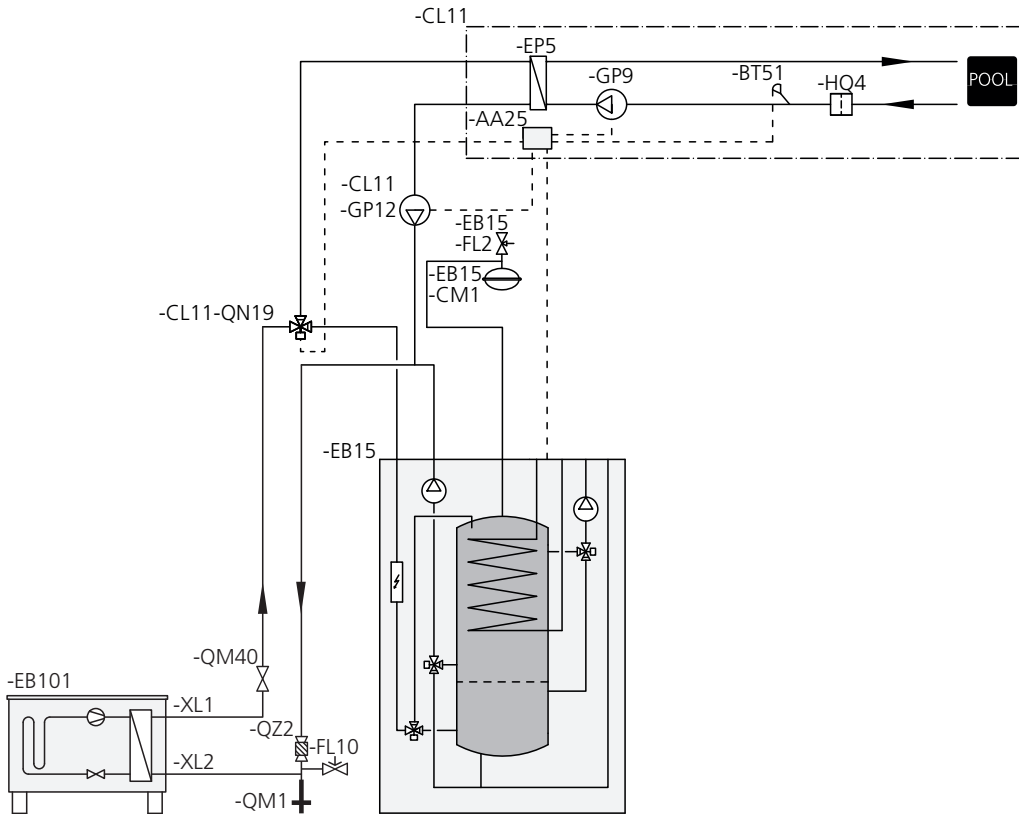 -CL11
-EP5
-GP9
-BT51
-HQ4
POOL
-AA25
-CL11
-GP12
-EB15
-FL2
-EB15
-CM1
-CL11-QN19
-EB15
-QM40
-EB101
-XL1
-QZ2
-FL10
-XL2
-QM1